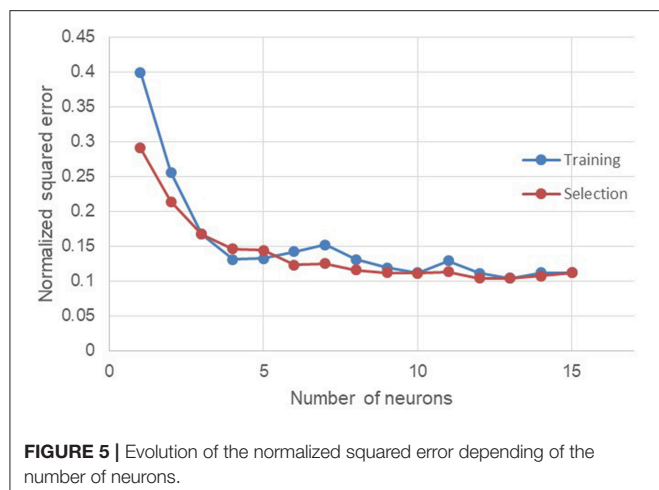 0.45
0.4
0.35
0.3
0.25
0.2
0.15
0.1
0.05
0
Normalized squared error
Training
Selection
0 5 10 15
Number of neurons
FIGURE 5 | Evolution of the normalized squared error depending of the
number of neurons.